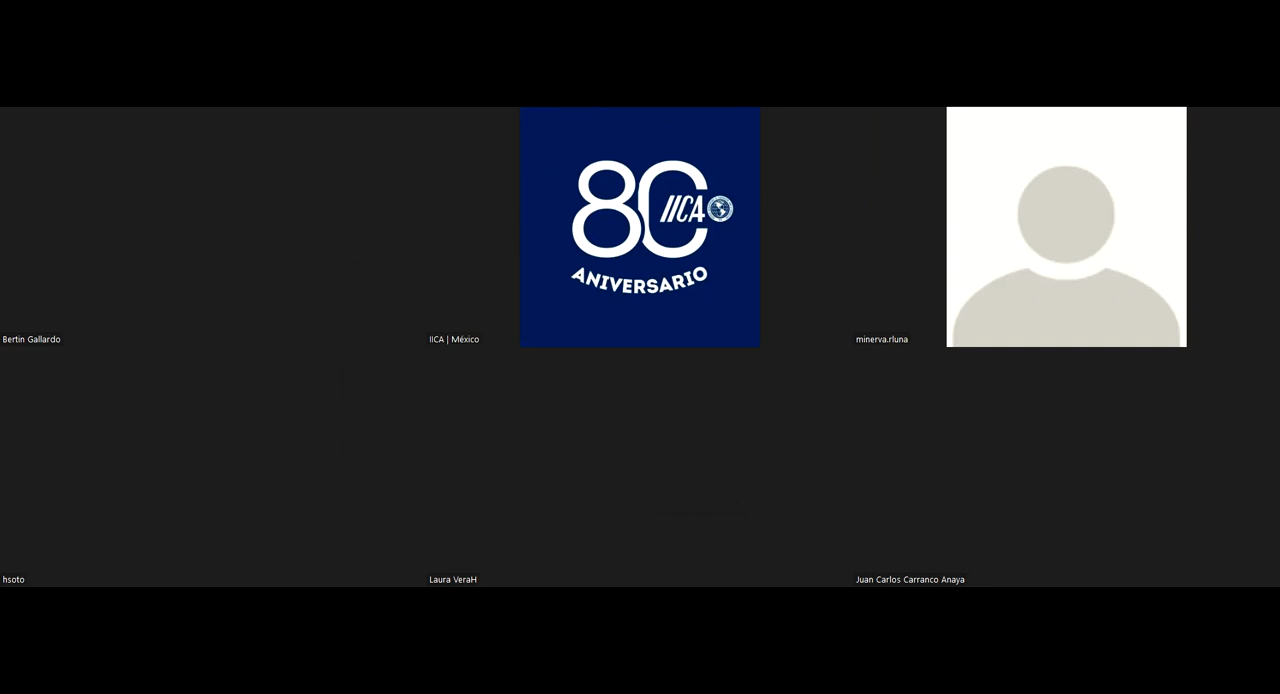 80
IICA
ANIVERSARIO
Bertin Gallardo
IICA | México
minerva.rluna
hsoto
Laura VeraH
Juan Carlos Carranco Anaya